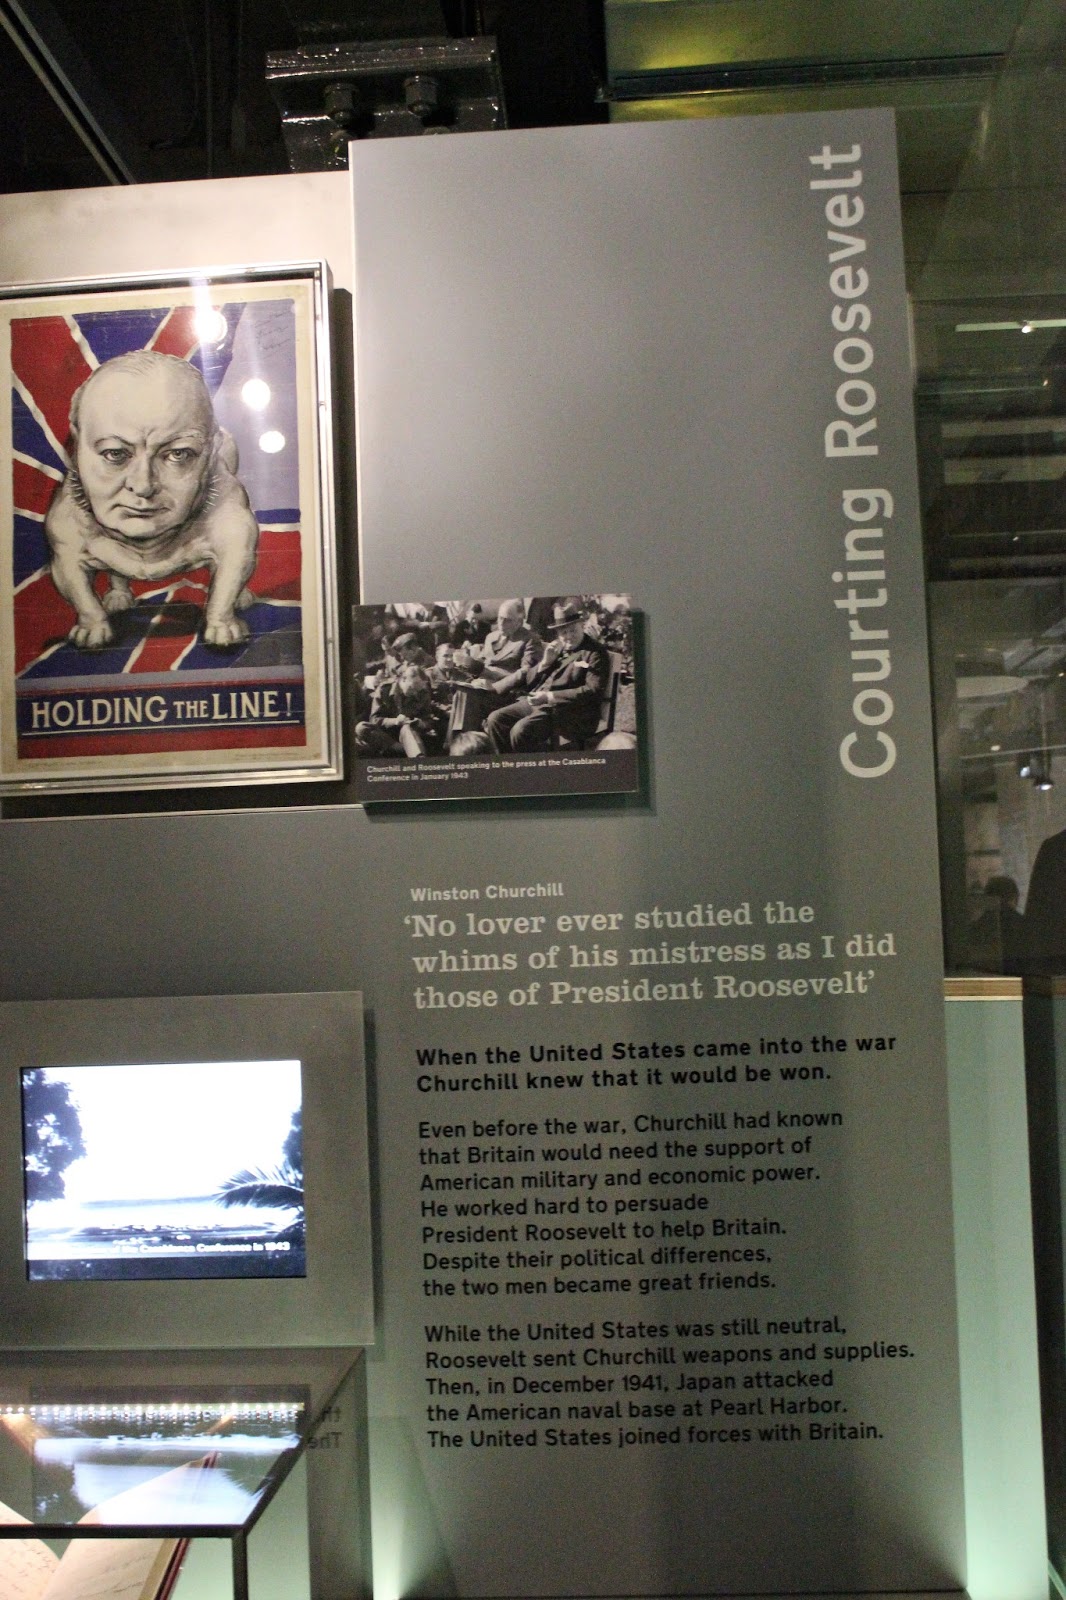 Courting Roosevelt
HOLDING THE LINE!
Churchill and Roosevelt speaking to the press at the Casablanca
Conference in January 1943
Winston Churchill
‘No lover ever studied the
whims of his mistress as I did
those of President Roosevelt’
When the United States came into the war
Churchill knew that it would be won.
Even before the war, Churchill had known
that Britain would need the support of
American military and economic power.
He worked hard to persuade
President Roosevelt to help Britain.
Despite their political differences,
the two men became great friends.
While the United States was still neutral,
Roosevelt sent Churchill weapons and supplies.
Then, in December 1941, Japan attacked
the American naval base at Pearl Harbor.
The United States joined forces with Britain.
Casablanca Conference in 1943